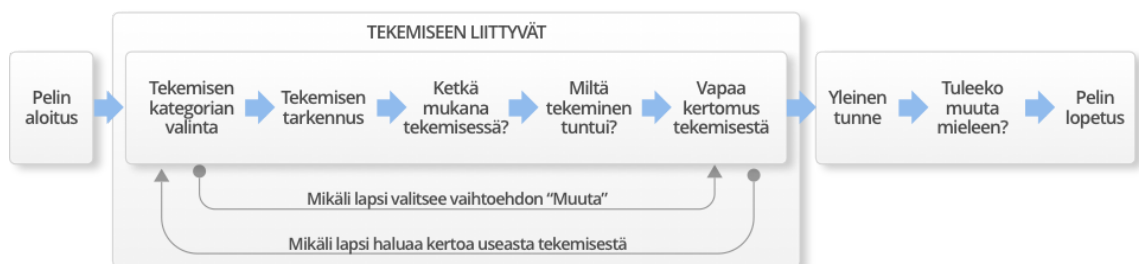 TEKEMISEEN LIITTYVÄT
Pelin
aloitus
Tekemisen
kategorian
valinta
Tekemisen
tarkennus
Ketkä
mukana
tekemisessä?
Miltä
tekeminen
tuntui?
Vapaa
kertomus
tekemisestä
Yleinen
tunne
Tuleeko
muuta
mieleen?
Pelin
lopetus
Mikäli lapsi valitsee vaihtoehdon “Muuta”
Mikäli lapsi haluaa kertoa useasta tekemisestä